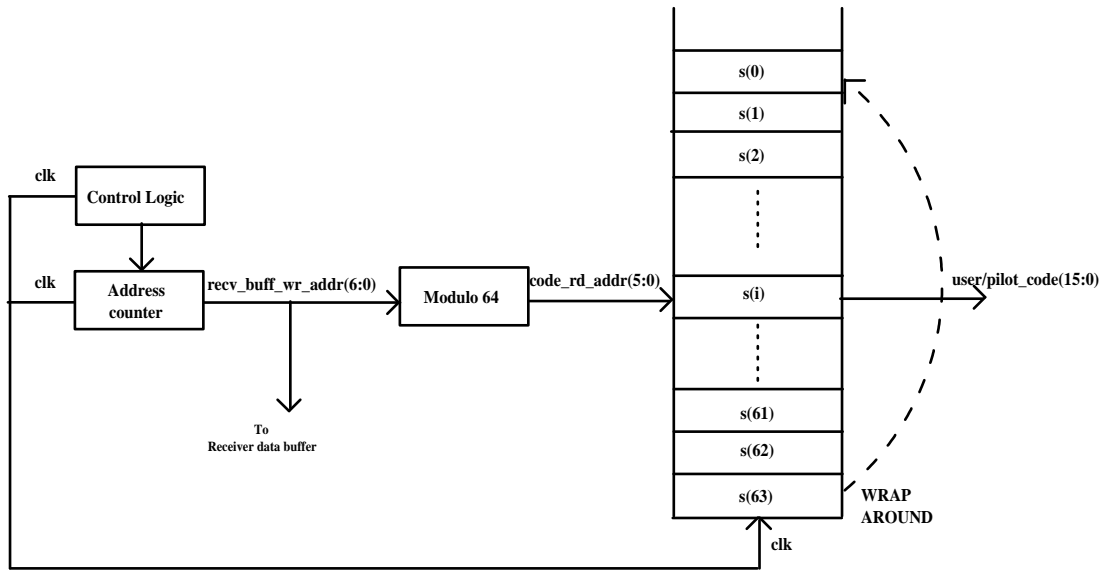 s(0)
s(1)
s(2)
clk
Control Logic
clk
Address
counter
recv_buff_wr_addr(6:0)
Modulo 64
code_rd_addr(5:0)
s(i)
user/pilot_code(15:0)
To
Receiver data buffer
s(61)
s(62)
s(63)
WRAP
AROUND
clk